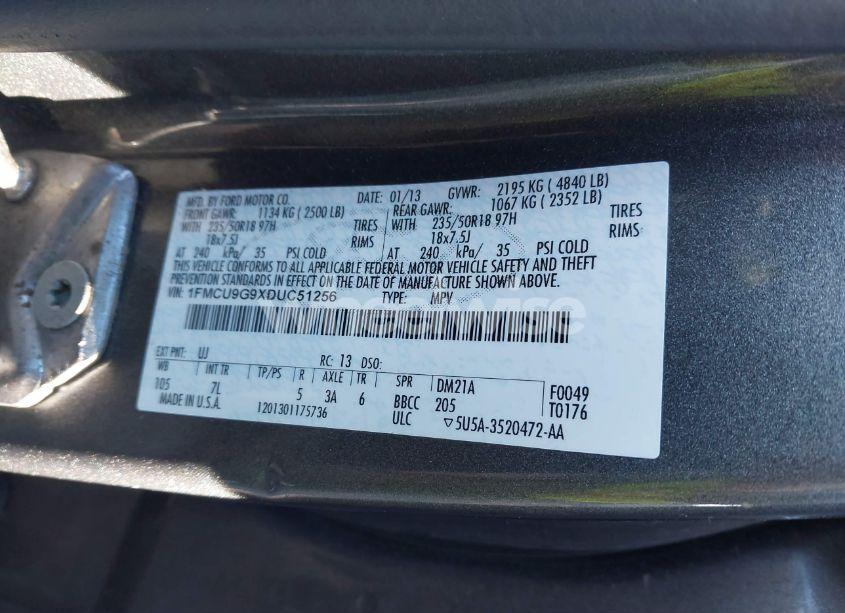 MFD. BY FORD MOTOR CO. DATE: 01/13 GVWR: 2195 KG ( 4840 LB)
FRONT GAWR: 1134 KG ( 2500 LB) REAR GAWR: 1067 KG ( 2352 LB)
WITH 235/50R18 97H TIRES WITH 235/50R18 97H TIRES
18x7.5J RIMS 18x7.5J RIMS
AT 240 kPa/ 35 PSI COLD AT 240 kPa/ 35 PSI COLD
THIS VEHICLE CONFORMS TO ALL APPLICABLE FEDERAL MOTOR VEHICLE SAFETY AND THEFT
PREVENTION STANDARDS IN EFFECT ON THE DATE OF MANUFACTURE SHOWN ABOVE.
VIN: 1FMCU9G9XDUC51256 TYPE: MPV
EXT PNT: UJ RC: 13 DSO:
WB INT TR TP/PS R AXLE TR SPR DM21A F0049
105 7L 5 3A 6 BBCC 205 T0176
MADE IN U.S.A. 1201301175736 ULC ▽5U5A-3520472-AA